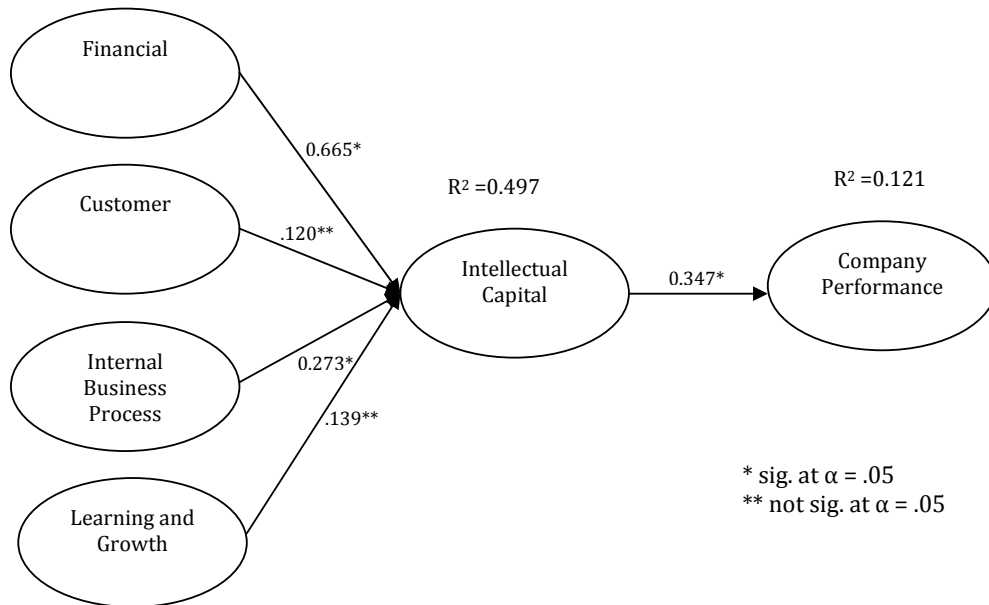 Financial
0.665*
R² =0.497
R² =0.121
Customer
.120**
Intellectual
Capital
0.347*
Company
Performance
Internal
Business
Process
0.273*
.139**
Learning and
Growth
* sig. at α = .05
** not sig. at α = .05